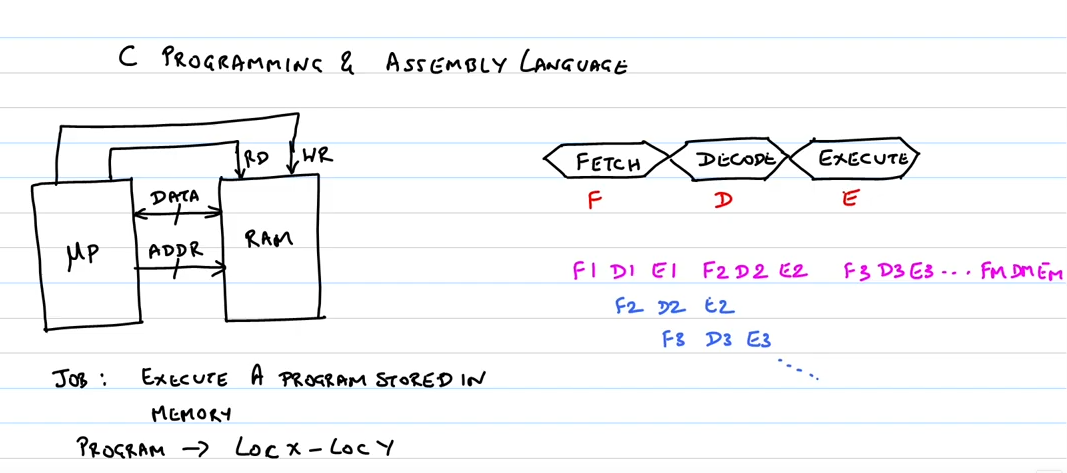 C PROGRAMMING & ASSEMBLY LANGUAGE
RD
WR
DATA
ADDR
μP
RAM
JOB: EXECUTE A PROGRAM STORED IN
MEMORY
PROGRAM → LOC X – LOC Y
FETCH DECODE EXECUTE
F D E
F1 D1 E1 F2 D2 E2 F3 D3 E3 ... FM DM EM
F2 D2 E2
F3 D3 E3
.....